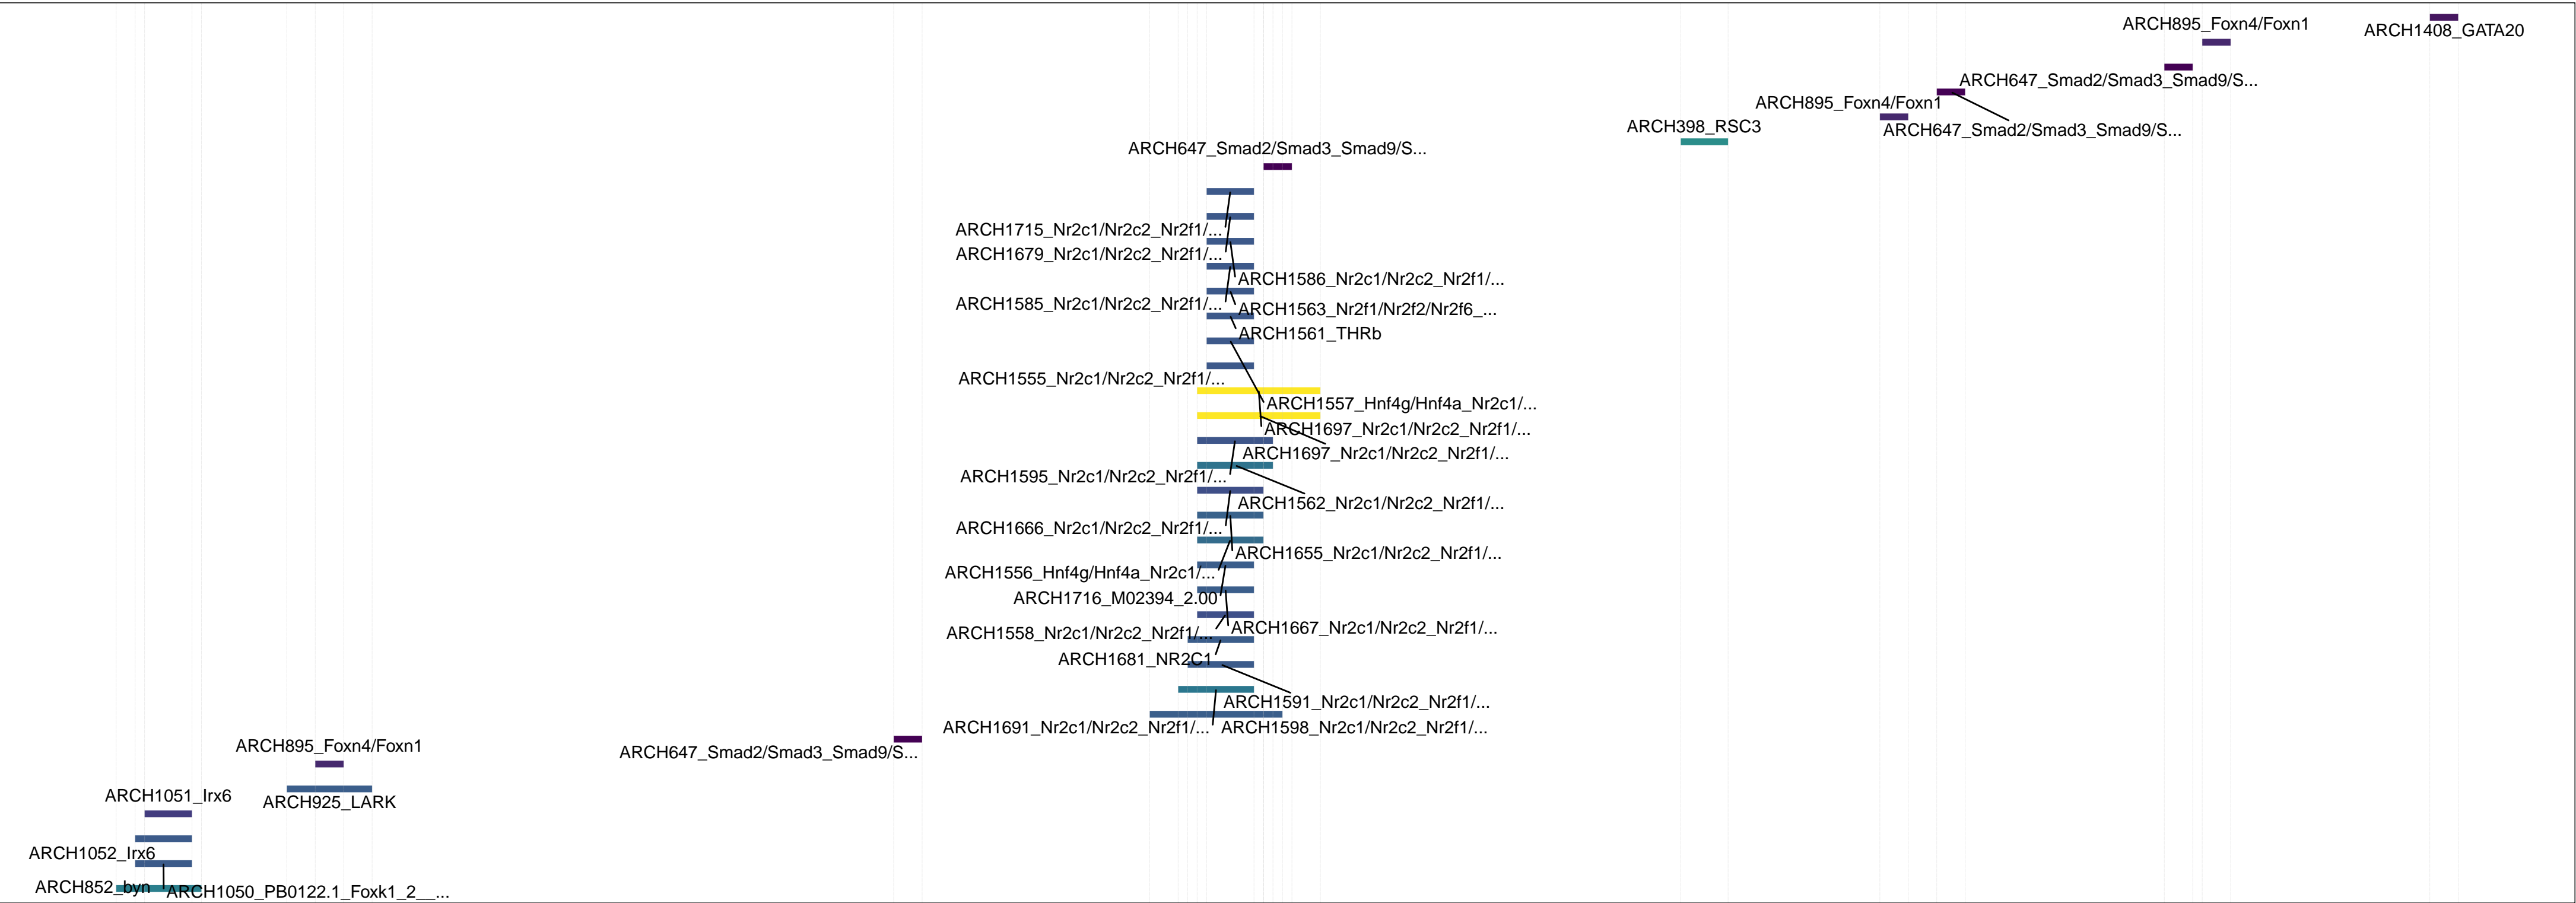 ARCH895_Foxn4/Foxn1
ARCH1408_GATA20
ARCH647_Smad2/Smad3_Smad9/S...
ARCH895_Foxn4/Foxn1
ARCH398_RSC3
ARCH647_Smad2/Smad3_Smad9/S...
ARCH647_Smad2/Smad3_Smad9/S...
ARCH1715_Nr2c1/Nr2c2_Nr2f1/...
ARCH1679_Nr2c1/Nr2c2_Nr2f1/...
ARCH1586_Nr2c1/Nr2c2_Nr2f1/...
ARCH1585_Nr2c1/Nr2c2_Nr2f1/...
ARCH1563_Nr2f1/Nr2f2/Nr2f6_...
ARCH1561_THRb
ARCH1555_Nr2c1/Nr2c2_Nr2f1/...
ARCH1557_Hnf4g/Hnf4a_Nr2c1/...
ARCH1697_Nr2c1/Nr2c2_Nr2f1/...
ARCH1697_Nr2c1/Nr2c2_Nr2f1/...
ARCH1595_Nr2c1/Nr2c2_Nr2f1/...
ARCH1562_Nr2c1/Nr2c2_Nr2f1/...
ARCH1666_Nr2c1/Nr2c2_Nr2f1/...
ARCH1655_Nr2c1/Nr2c2_Nr2f1/...
ARCH1556_Hnf4g/Hnf4a_Nr2c1/...
ARCH1716_M02394_2.00
ARCH1667_Nr2c1/Nr2c2_Nr2f1/...
ARCH1558_Nr2c1/Nr2c2_Nr2f1/...
ARCH1681_NR2C1
ARCH1591_Nr2c1/Nr2c2_Nr2f1/...
ARCH1691_Nr2c1/Nr2c2_Nr2f1/...
ARCH1598_Nr2c1/Nr2c2_Nr2f1/...
ARCH895_Foxn4/Foxn1
ARCH647_Smad2/Smad3_Smad9/S...
ARCH1051_Irx6
ARCH925_LARK
ARCH1052_Irx6
ARCH852_byn
ARCH1050_PB0122.1_Foxk1_2__...